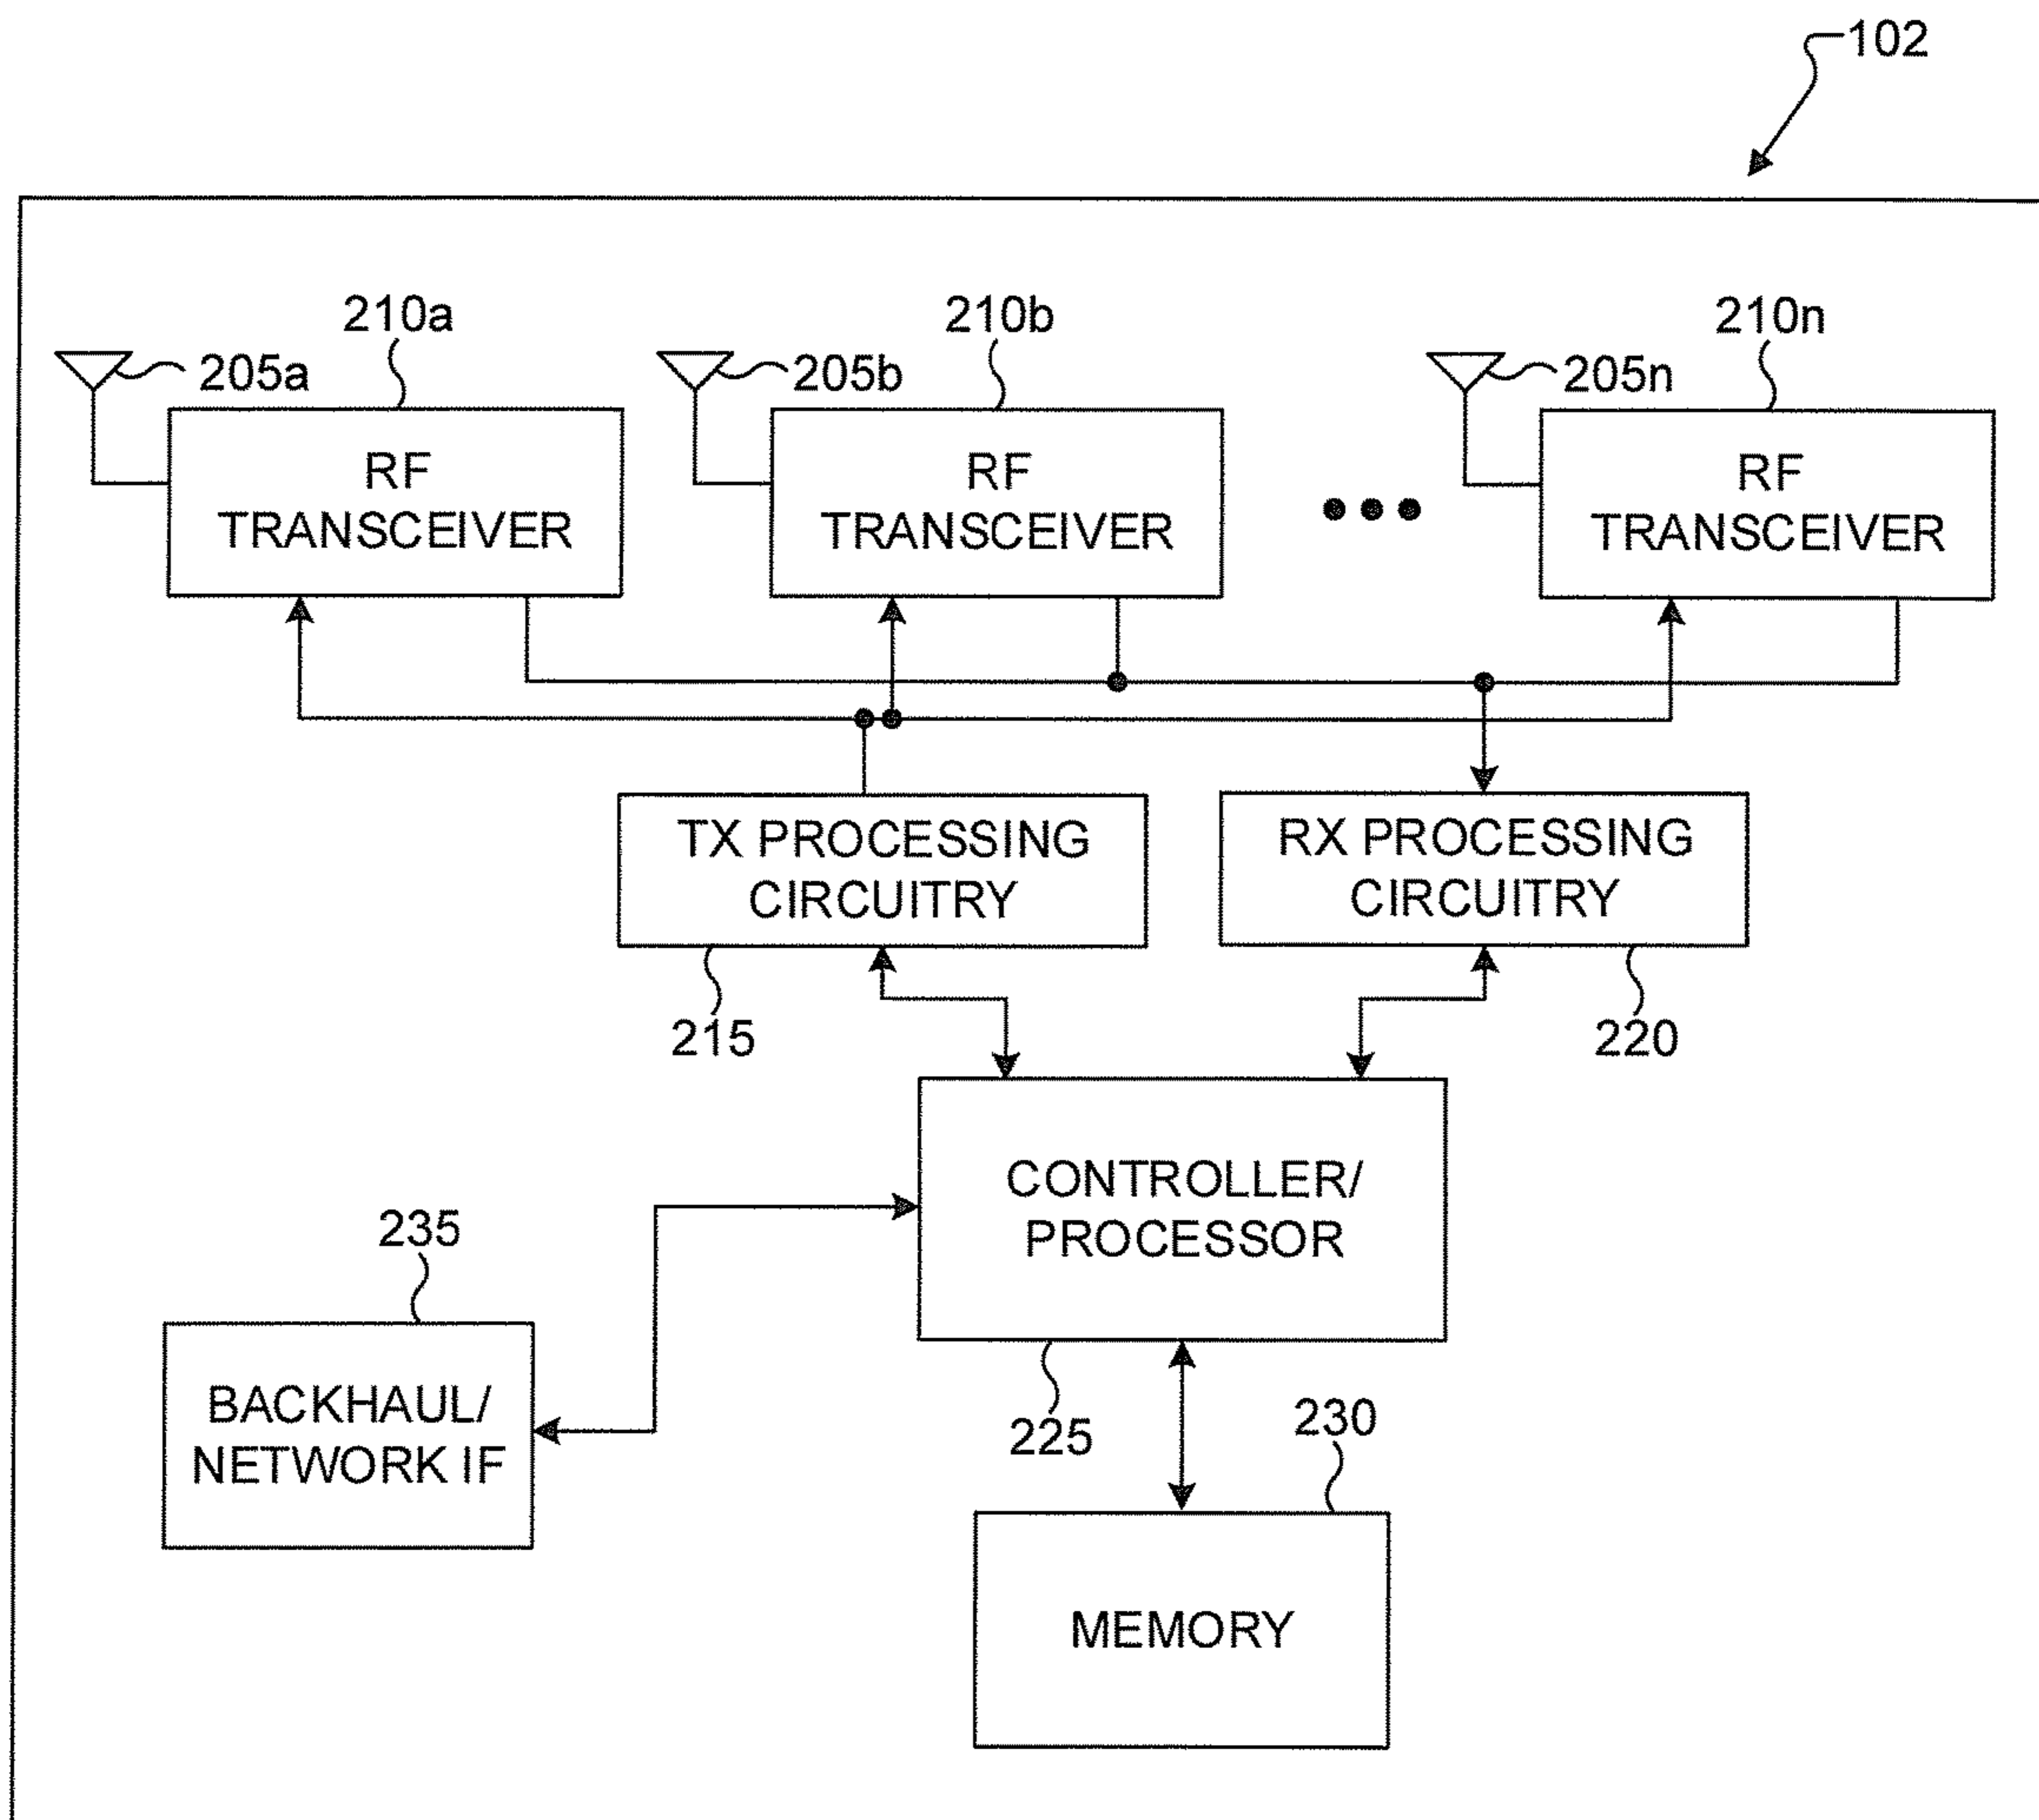 102
210a
210b
210n
205a
205b
205n
RF
TRANSCEIVER
RF
TRANSCEIVER
RF
TRANSCEIVER
TX PROCESSING
CIRCUITRY
RX PROCESSING
CIRCUITRY
215
220
CONTROLLER/
PROCESSOR
235
BACKHAUL/
NETWORK IF
225
230
MEMORY